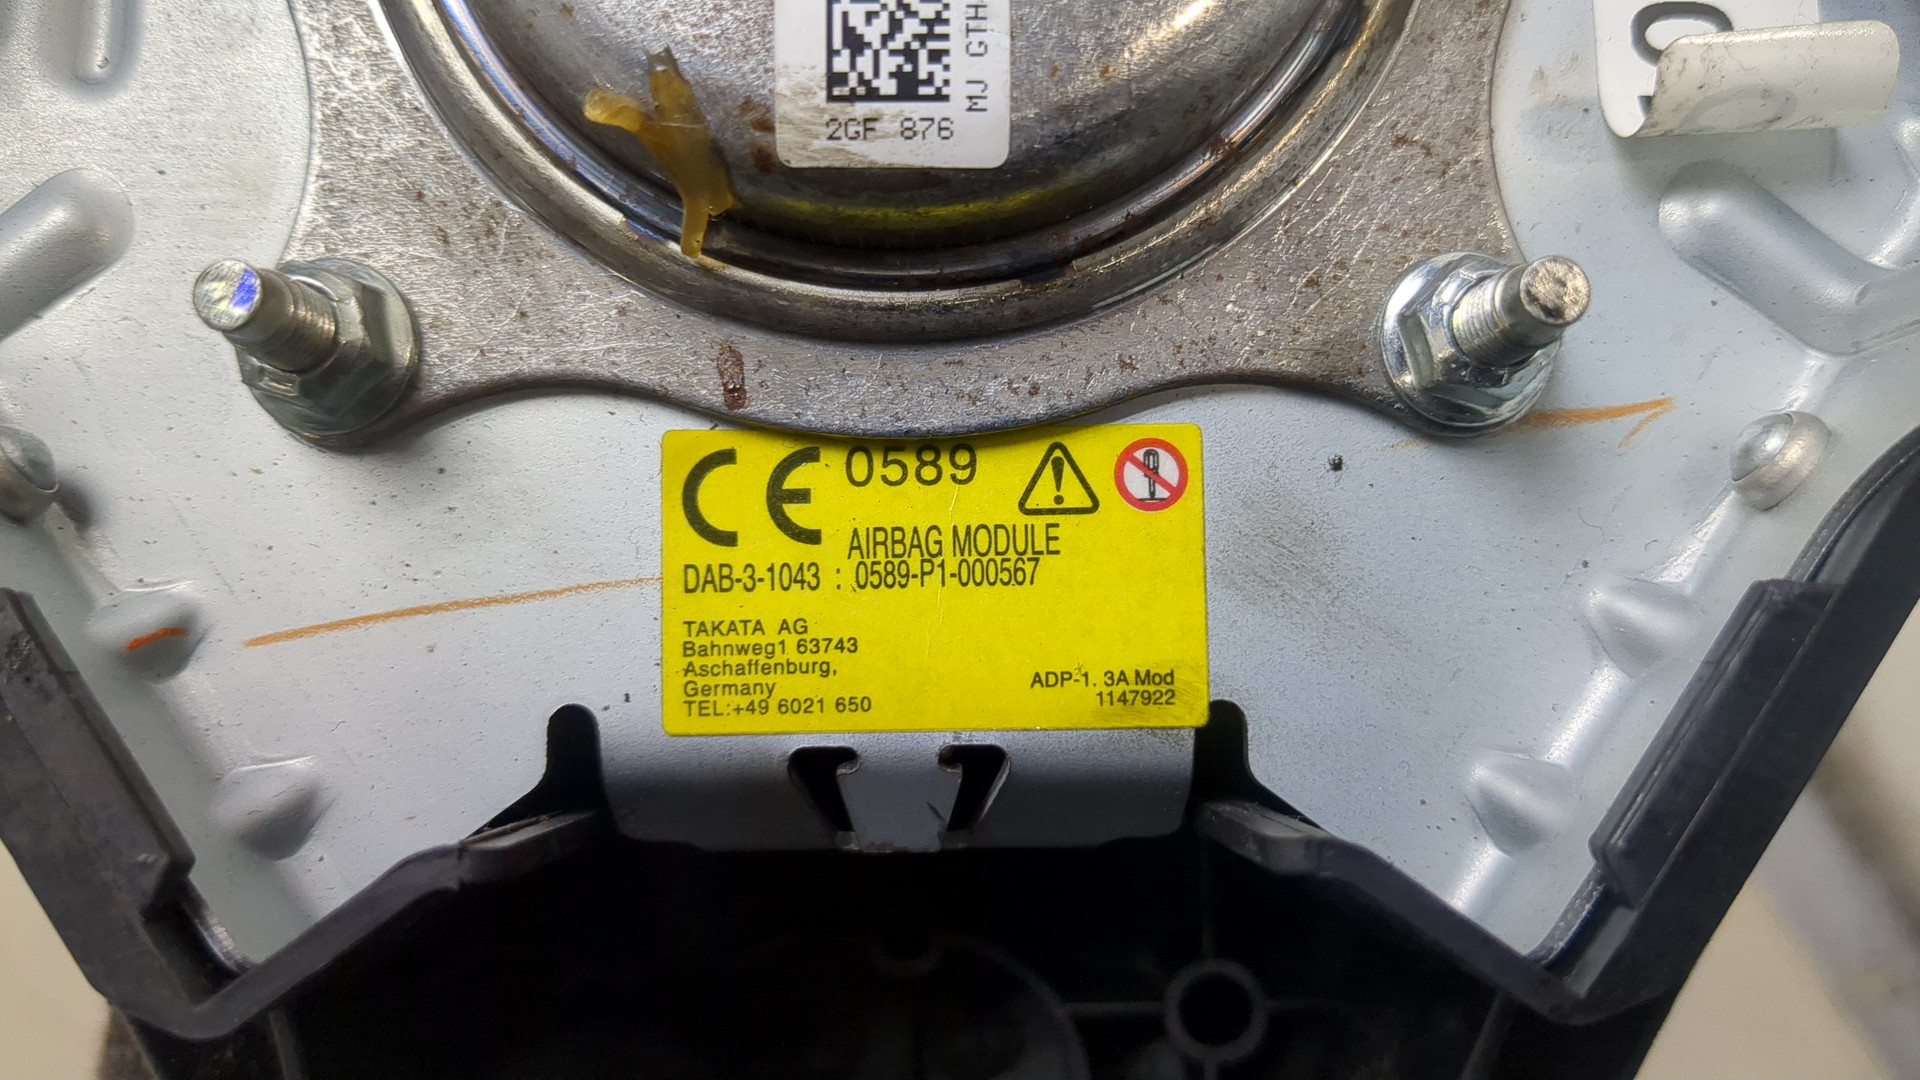 MJ GTH
2GF 876
CE 0589
AIRBAG MODULE
DAB-3-1043 : 0589-P1-000567
TAKATA AG
Bahnweg1 63743
Aschaffenburg,
Germany
TEL:+49 6021 650
ADP-1. 3A Mod
1147922